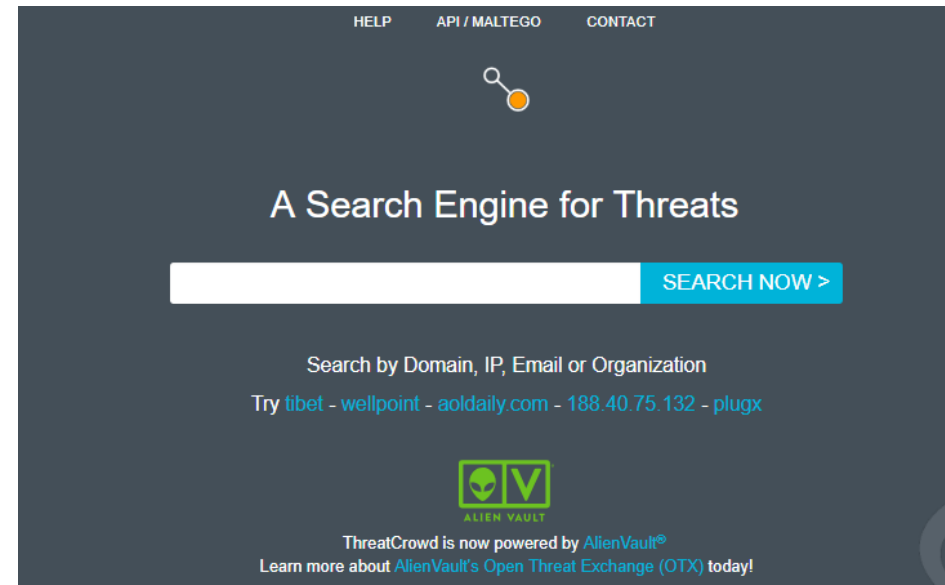 HELP API / MALTEGO CONTACT
A Search Engine for Threats
SEARCH NOW >
Search by Domain, IP, Email or Organization
Try tibet - wellpoint - aoldaily.com - 188.40.75.132 - plugx
ALIEN VAULT
ThreatCrowd is now powered by AlienVault®
Learn more about AlienVault's Open Threat Exchange (OTX) today!